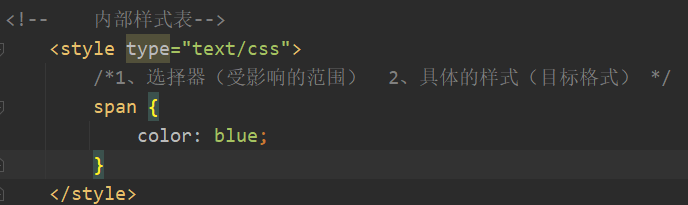 <!--    内部样式表-->
<style type="text/css">
/*1、选择器（受影响的范围）  2、具体的样式（目标格式） */
span {
color: blue;
}
</style>